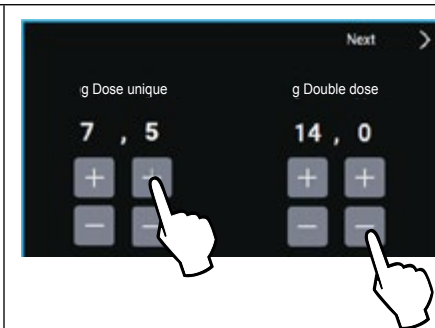 Next >
g Dose unique g Double dose
7 , 5 14 , 0
+ + + +
− − − −